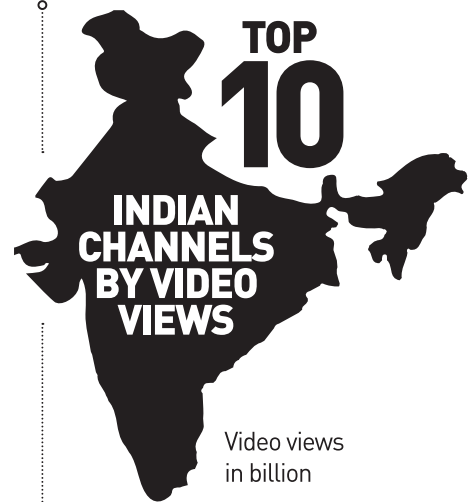 TOP
10
INDIAN
CHANNELS
BY VIDEO
VIEWS
Video views
in billion